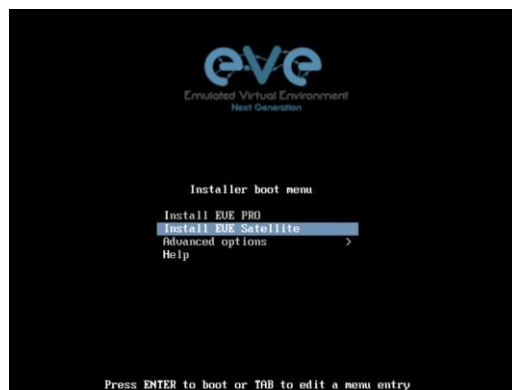 eve
Emulated Virtual Environment
Next Generation
Installer boot menu
Install EVE PRO
Install EVE Satellite
Advanced options >
Help
Press ENTER to boot or TAB to edit a menu entry